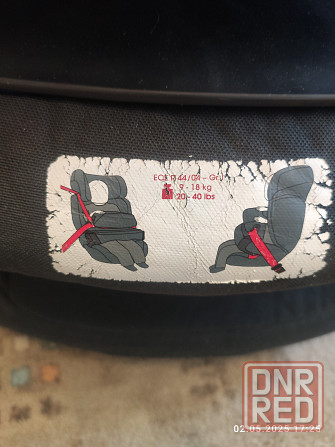 ECE R44/04 - Gr. I
9 - 18 kg
20 - 40 lbs
DNR
RED
02.05.2025 17:25